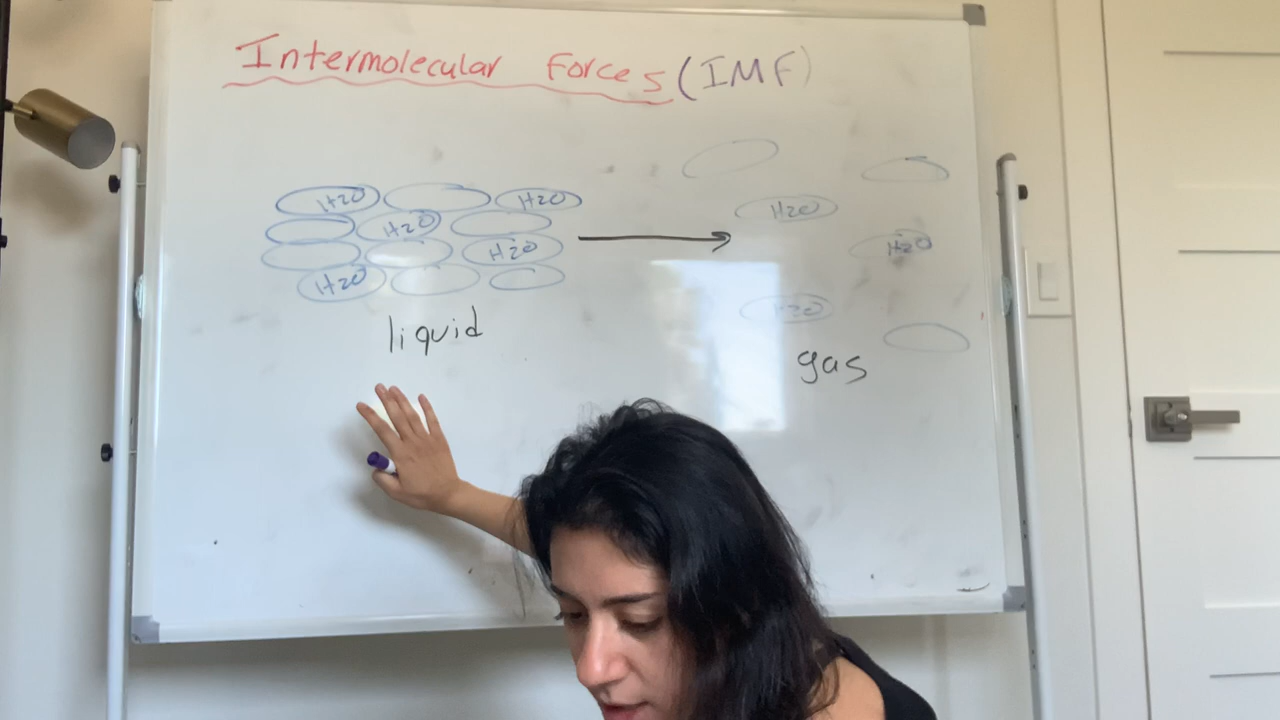 Intermolecular Forces (IMF)
H2O H2O
H2O
H2O
H2O
liquid
H2O
H2O
H2O
gas